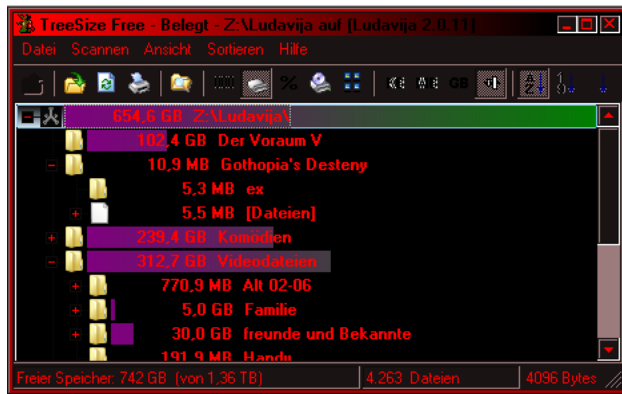 TreeSize Free - Belegt - Z:\Ludavija auf [Ludavija 2.0.11]
Datei Scannen Ansicht Sortieren Hilfe
% GB
654,6 GB Z:\Ludavija\
102,4 GB Der Voraum V
10,9 MB Gothopia's Desteny
5,3 MB ex
5,5 MB [Dateien]
239,4 GB Komödien
312,7 GB Videodateien
770,9 MB Alt 02-06
5,0 GB Familie
30,0 GB freunde und Bekannte
191,9 MB Handy
Freier Speicher: 742 GB (von 1,36 TB) 4.263 Dateien 4096 Bytes